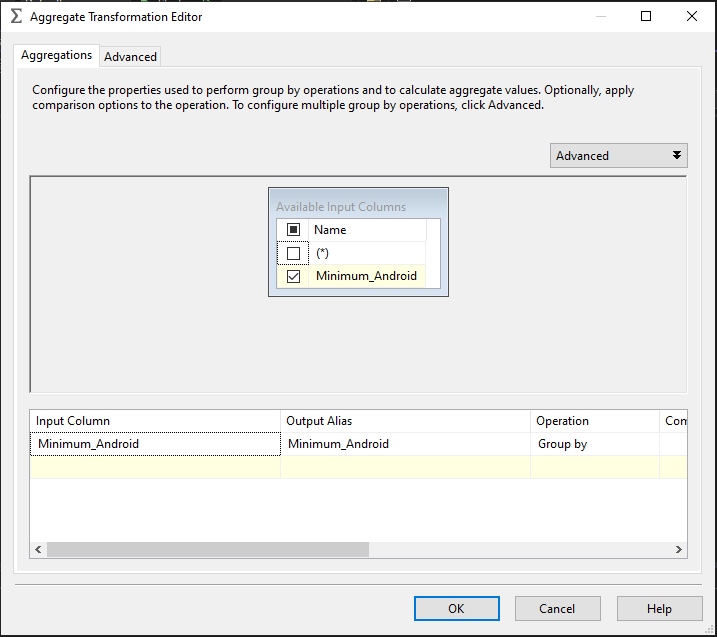 Aggregate Transformation Editor
Aggregations
Advanced
Configure the properties used to perform group by operations and to calculate aggregate values. Optionally, apply
comparison options to the operation. To configure multiple group by operations, click Advanced.
Advanced
Available Input Columns
Name
(*)
Minimum_Android
Input Column Output Alias Operation Com
Minimum_Android Minimum_Android Group by
OK Cancel Help